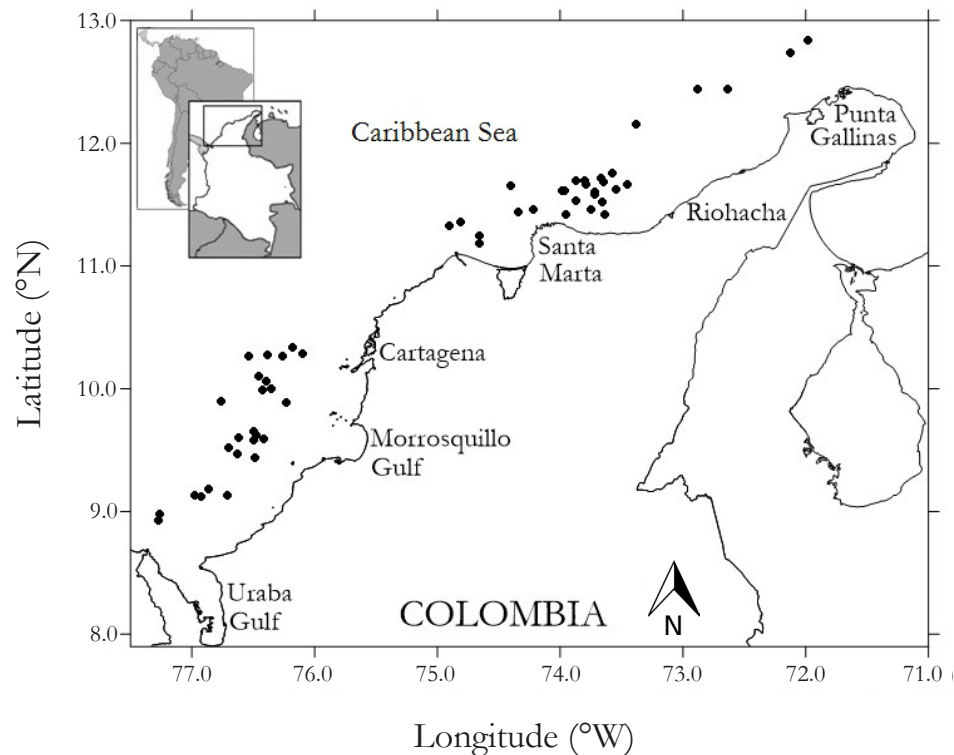 13.0
12.0
11.0
10.0
9.0
8.0
Latitude (°N)
Caribbean Sea
Punta
Gallinas
Riohacha
Santa
Marta
Cartagena
Morrosquillo
Gulf
Uraba
Gulf
COLOMBIA
N
77.0 76.0 75.0 74.0 73.0 72.0 71.0 (
Longitude (°W)